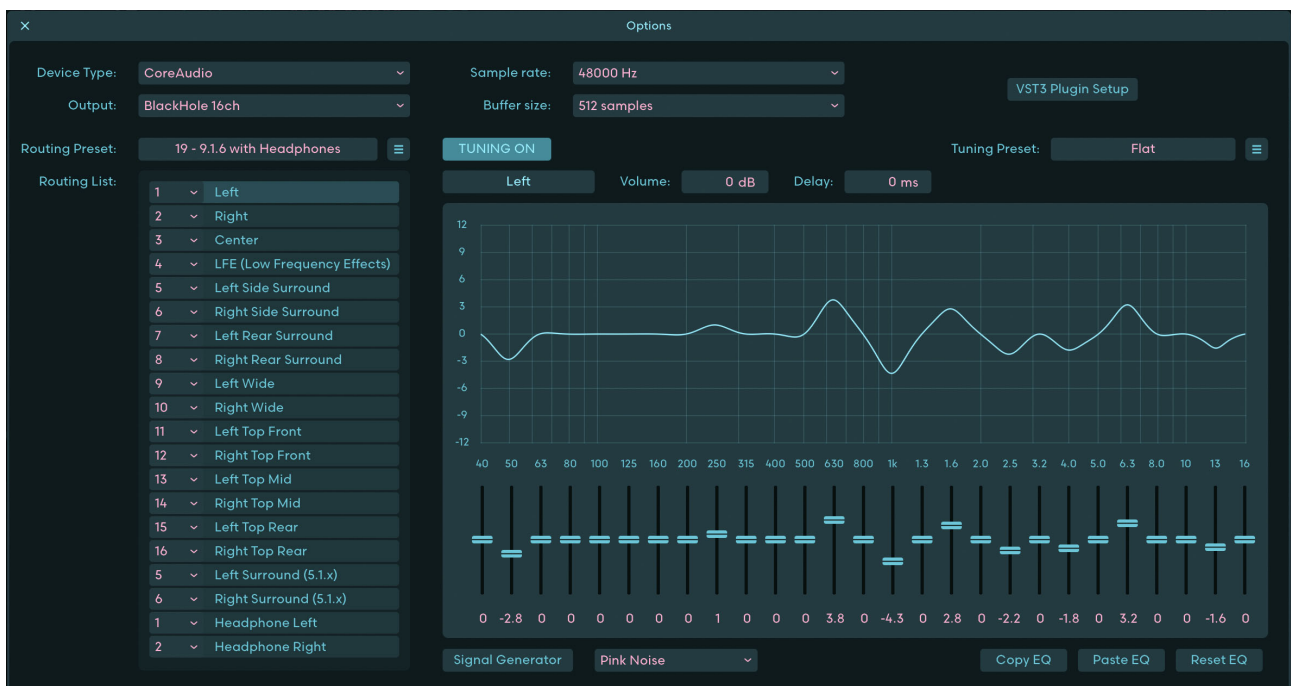 Options
Device Type: CoreAudio Sample rate: 48000 Hz
VST3 Plugin Setup
Output: BlackHole 16ch Buffer size: 512 samples
Routing Preset: 19 - 9.1.6 with Headphones TUNING ON Tuning Preset: Flat
Routing List:
Left Volume: 0 dB Delay: 0 ms
1 Left
2 Right
3 Center
4 LFE (Low Frequency Effects)
5 Left Side Surround
6 Right Side Surround
7 Left Rear Surround
8 Right Rear Surround
9 Left Wide
10 Right Wide
11 Left Top Front
12 Right Top Front
13 Left Top Mid
14 Right Top Mid
15 Left Top Rear
16 Right Top Rear
5 Left Surround (5.1.x)
6 Right Surround (5.1.x)
1 Headphone Left
2 Headphone Right
12
9
6
3
0
-3
-6
-9
-12
40 50 63 80 100 125 160 200 250 315 400 500 630 800 1k 1.3 1.6 2.0 2.5 3.2 4.0 5.0 6.3 8.0 10 13 16
0 -2.8 0 0 0 0 0 0 1 0 0 0 3.8 0 -4.3 0 2.8 0 -2.2 0 -1.8 0 3.2 0 0 -1.6 0
Signal Generator Pink Noise Copy EQ Paste EQ Reset EQ